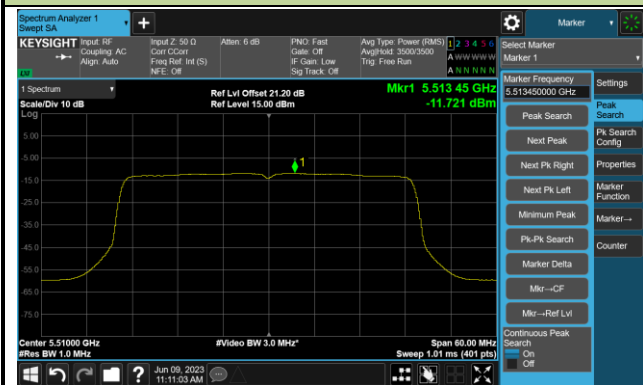 Spectrum Analyzer 1
Swept SA
Marker
KEYSIGHT
Input: RF
Coupling: AC
Align: Auto
Input Z: 50 Ω
Corr CCorr
Freq Ref: Int (S)
NFE: Off
Atten: 6 dB
PNO: Fast
Gate: Off
IF Gain: Low
Sig Track: Off
Avg Type: Power (RMS)
Avg|Hold: 3500/3500
Trig: Free Run
1 2 3 4 5 6
A W W W W W
A N N N N N
LW
Select Marker
Marker 1
1 Spectrum
Scale/Div 10 dB
Log
Ref Lvl Offset 21.20 dB
Ref Level 15.00 dBm
Mkr1 5.513 45 GHz
-11.721 dBm
5.00
-5.00
-15.0
-25.0
-35.0
-45.0
-55.0
-65.0
-75.0
1
Center 5.51000 GHz
#Res BW 1.0 MHz
#Video BW 3.0 MHz*
Span 60.00 MHz
Sweep 1.01 ms (401 pts)
Marker Frequency
5.513450000 GHz
Peak Search
Next Peak
Next Pk Right
Next Pk Left
Minimum Peak
Pk-Pk Search
Marker Delta
Mkr→CF
Mkr→Ref Lvl
Continuous Peak
Search
On
Off
Settings
Peak
Search
Pk Search
Config
Properties
Marker
Function
Marker→
Counter
Jun 09, 2023
11:11:03 AM